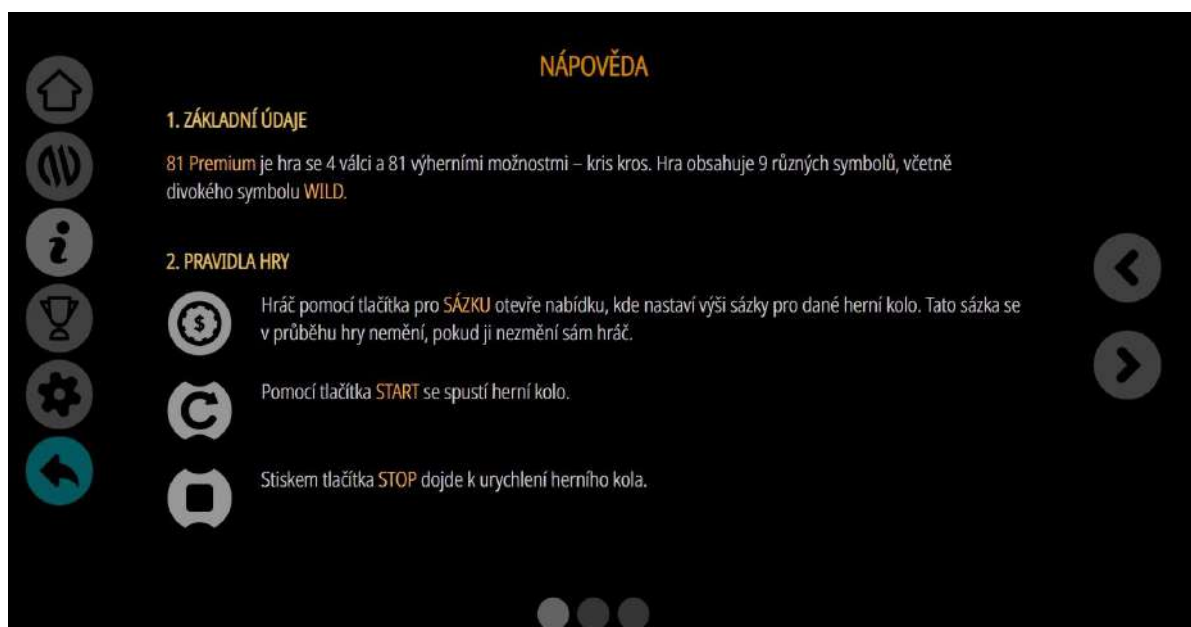 NÁPOVĚDA
1. ZÁKLADNÍ ÚDAJE
81 Premium je hra se 4 válci a 81 výherními možnostmi – kris kros. Hra obsahuje 9 různých symbolů, včetně
divokého symbolu WILD.
2. PRAVIDLA HRY
Hráč pomocí tlačítka pro SÁZKU otevře nabídku, kde nastaví výši sázky pro dané herní kolo. Tato sázka se
v průběhu hry nemění, pokud ji nezmění sám hráč.
Pomocí tlačítka START se spustí herní kolo.
Stiskem tlačítka STOP dojde k urychlení herního kola.